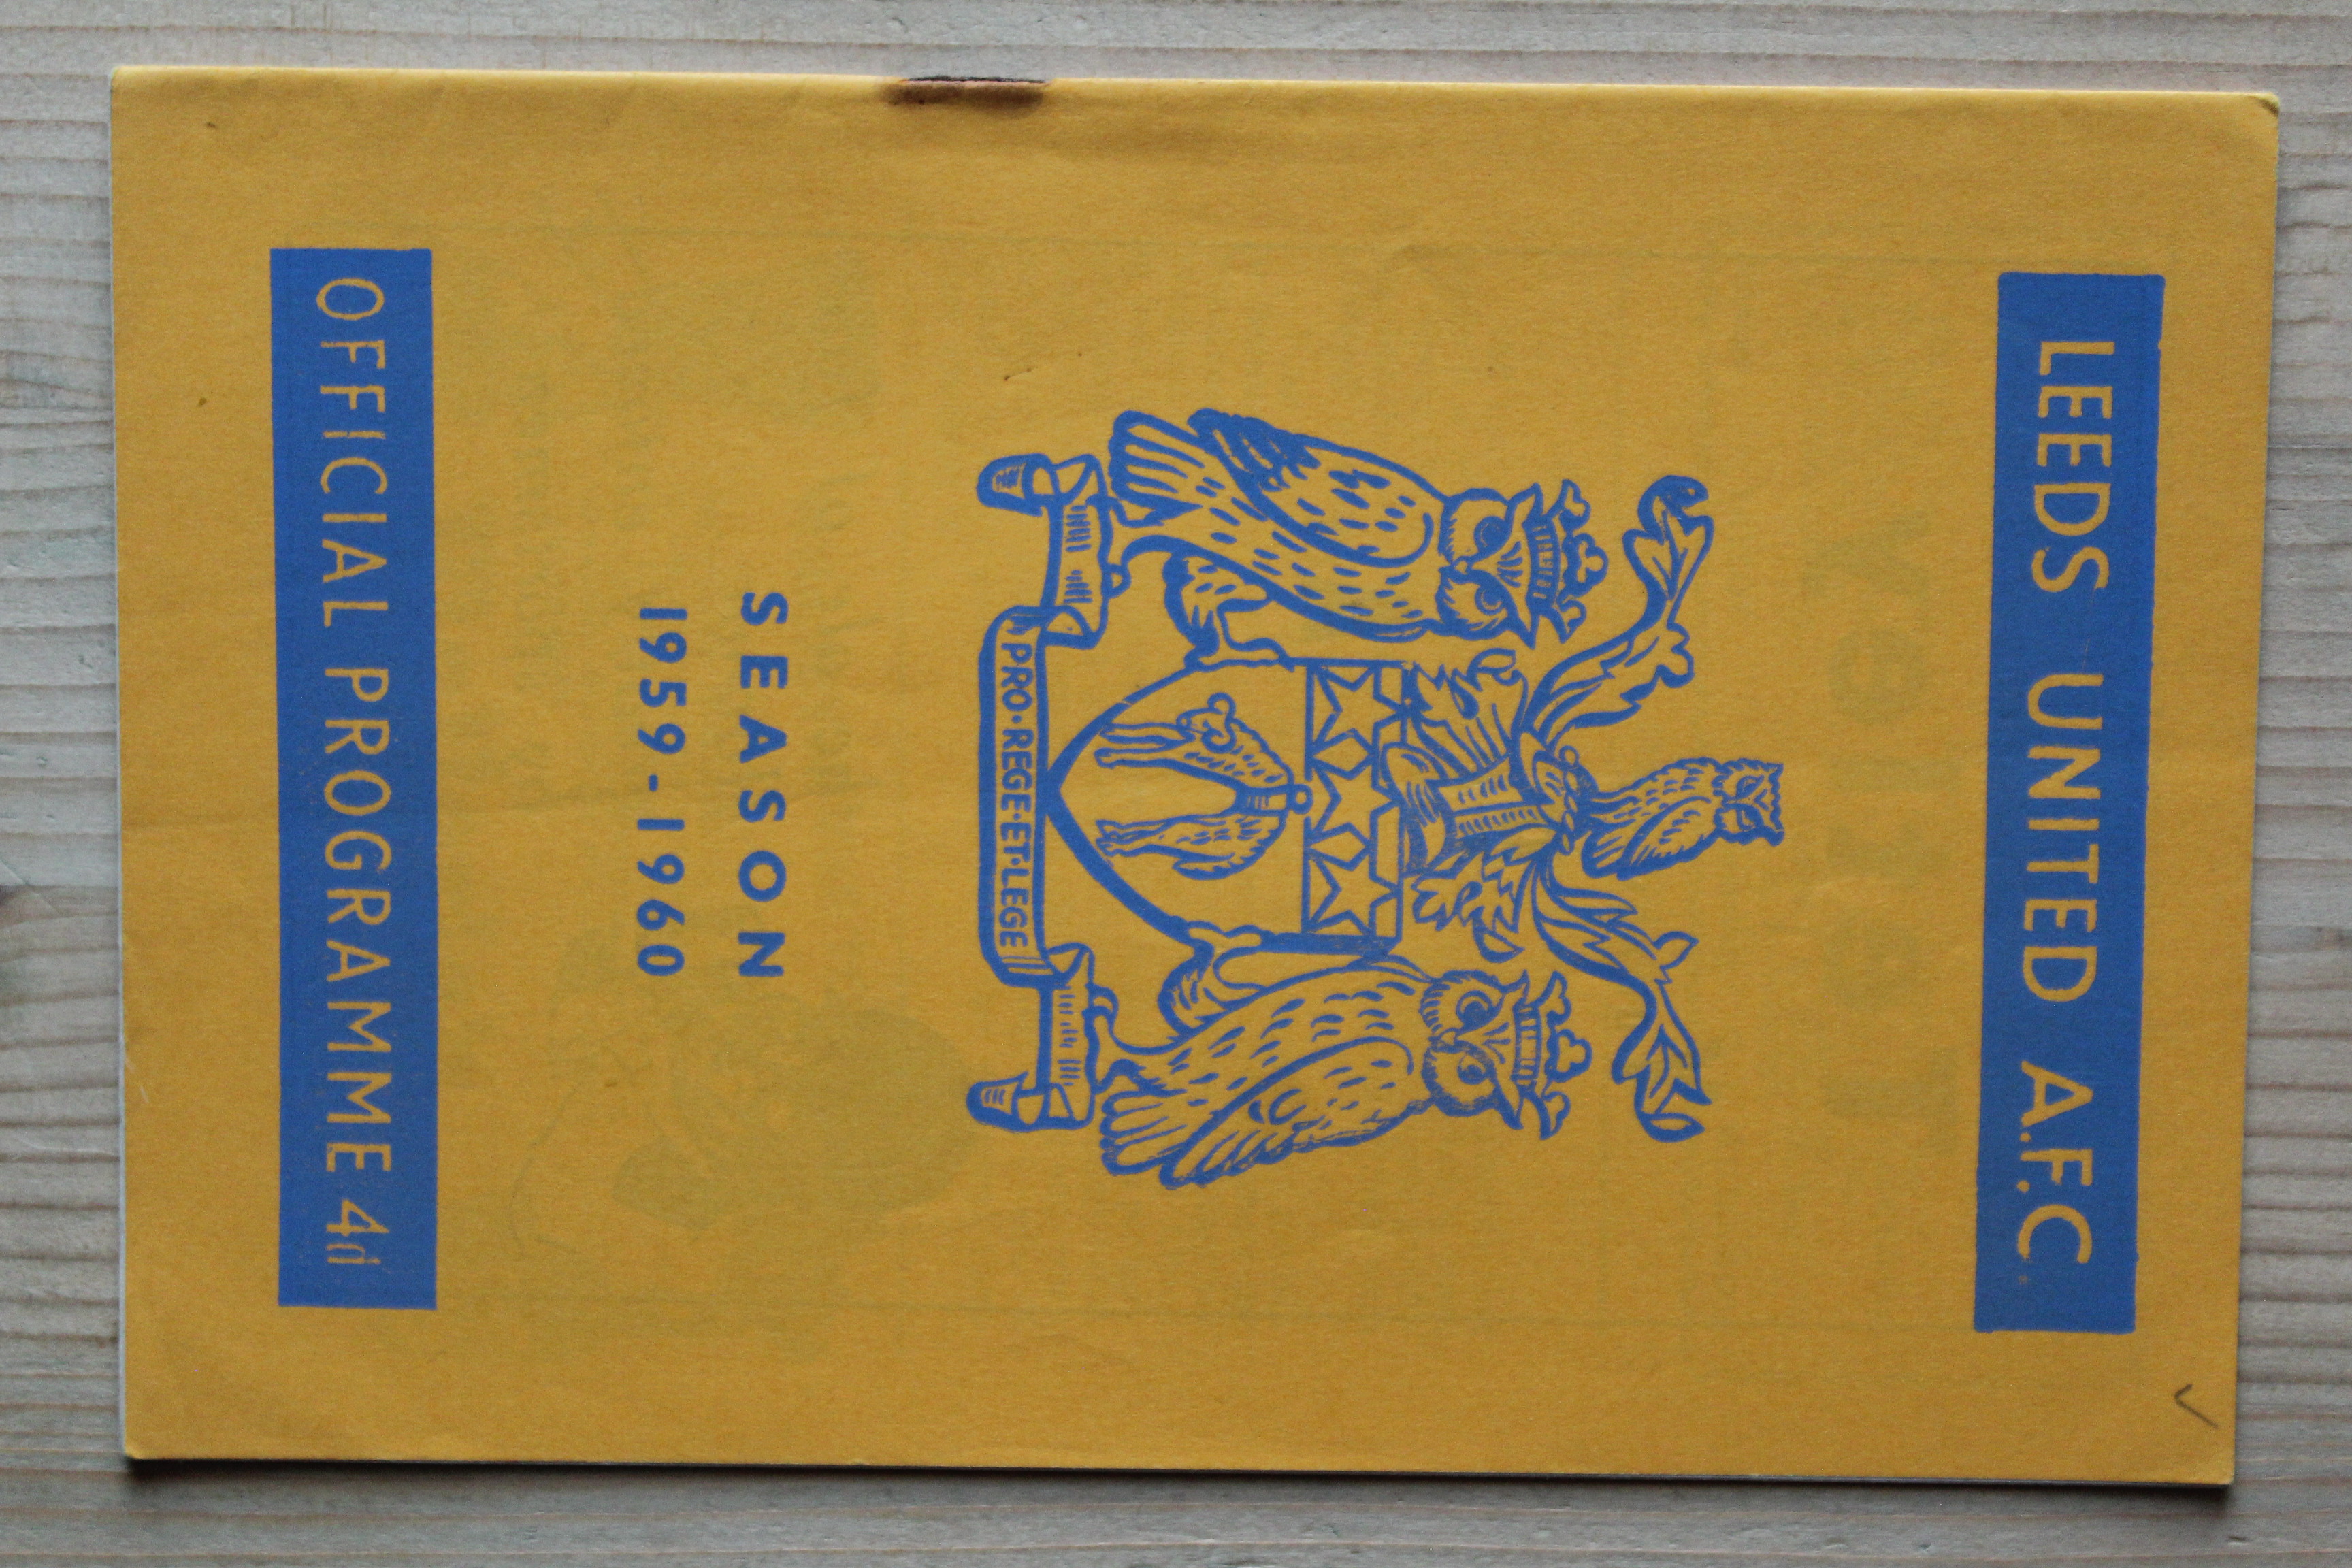 LEEDS UNITED A.F.C.
PRO·REGE·ET·LEGE
SEASON
1959-1960
OFFICIAL PROGRAMME 4d